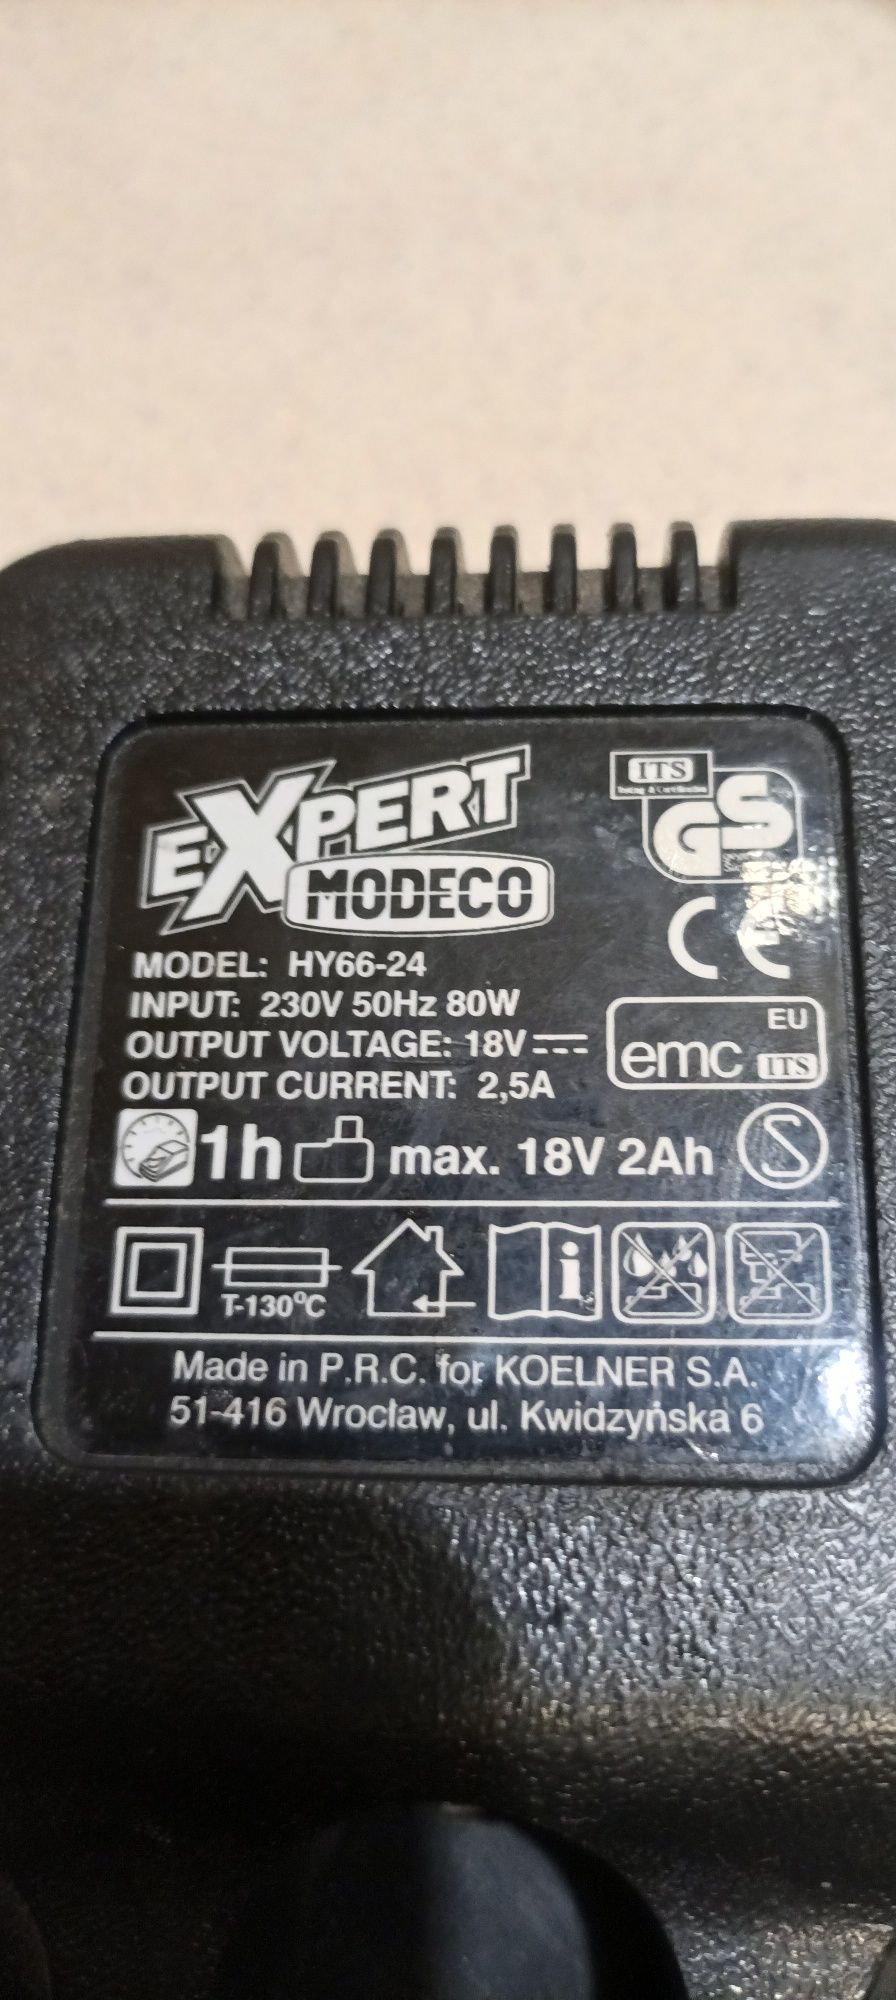 EXPERT
MODECO
ITS
GS
CE
MODEL: HY66-24
INPUT: 230V 50Hz 80W
OUTPUT VOLTAGE: 18V
OUTPUT CURRENT: 2,5A
EU
emc
ITS
1h max. 18V 2Ah
S
T-130°C
i
Made in P.R.C. for KOELNER S.A.
51-416 Wrocław, ul. Kwidzyńska 6